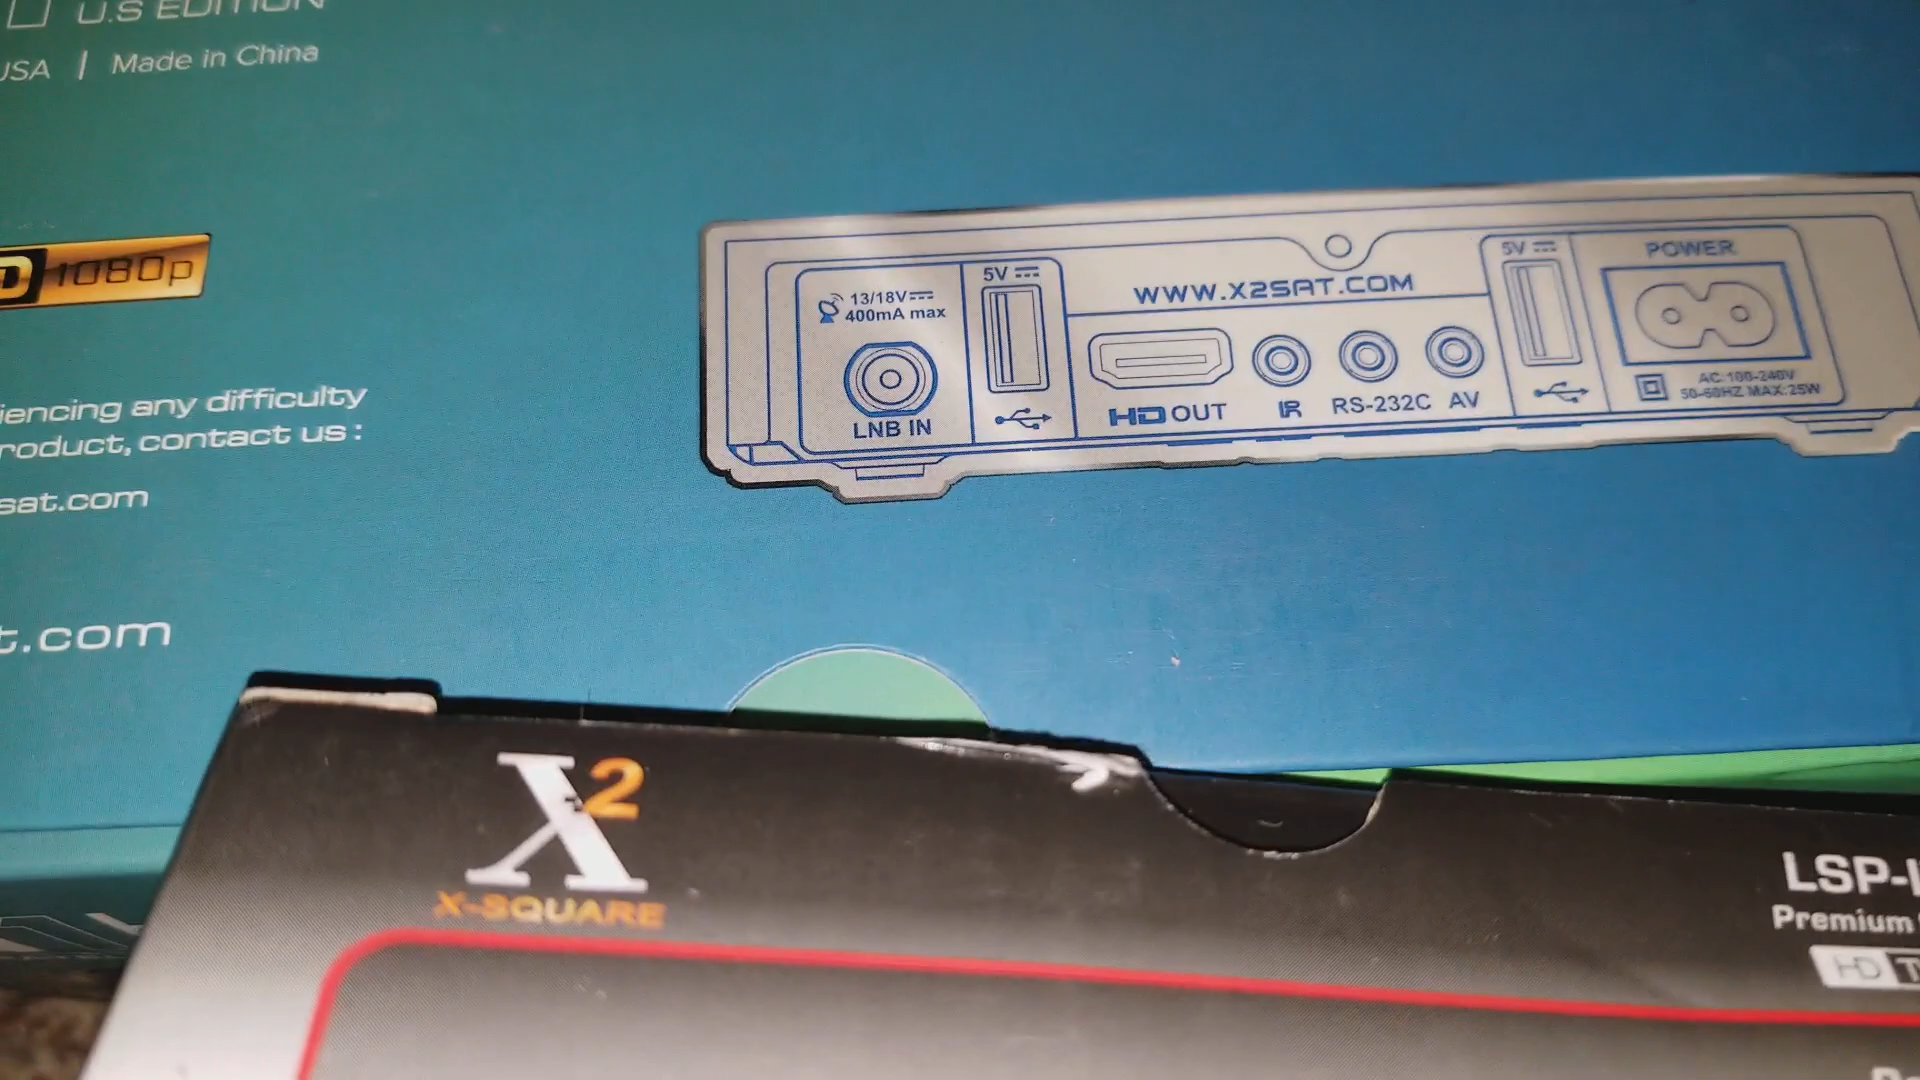 U.S EDITION
USA | Made in China
1080p
any difficulty
contact us :
sat.com
.com
13/18V
400mA max
LNB IN
5V
WWW.X2SAT.COM
HD OUT
IR
RS-232C
AV
5V
POWER
AC:100-240V
50-60HZ MAX:25W
X2
X-SQUARE
LSP-
Premium
HD